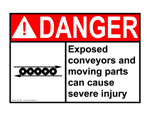 DANGER
Exposed
conveyors and
moving parts
can cause
severe injury